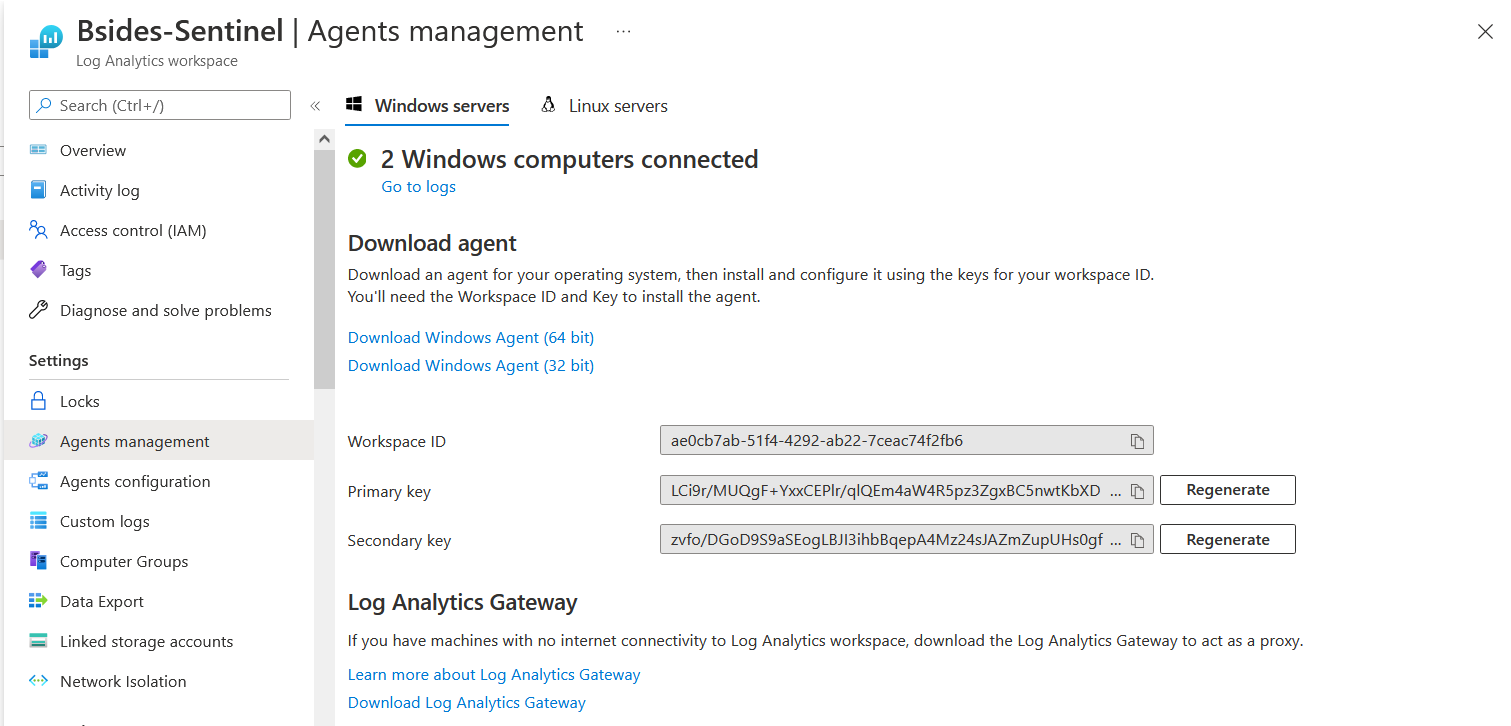 Bsides-Sentinel | Agents management ...
Log Analytics workspace
Search (Ctrl+/)
Overview
Activity log
Access control (IAM)
Tags
Diagnose and solve problems
Settings
Locks
Agents management
Agents configuration
Custom logs
Computer Groups
Data Export
Linked storage accounts
Network Isolation
Windows servers
Linux servers
2 Windows computers connected
Go to logs
Download agent
Download an agent for your operating system, then install and configure it using the keys for your workspace ID.
You'll need the Workspace ID and Key to install the agent.
Download Windows Agent (64 bit)
Download Windows Agent (32 bit)
Workspace ID
ae0cb7ab-51f4-4292-ab22-7ceac74f2fb6
Primary key
LCi9r/MUQgF+YxxCEPlr/qlQEm4aW4R5pz3ZgxBC5nwtKbXD ...
Regenerate
Secondary key
zvfo/DGoD9S9aSEogLBJI3ihbBqepA4Mz24sJAZmZupUHs0gf ...
Regenerate
Log Analytics Gateway
If you have machines with no internet connectivity to Log Analytics workspace, download the Log Analytics Gateway to act as a proxy.
Learn more about Log Analytics Gateway
Download Log Analytics Gateway